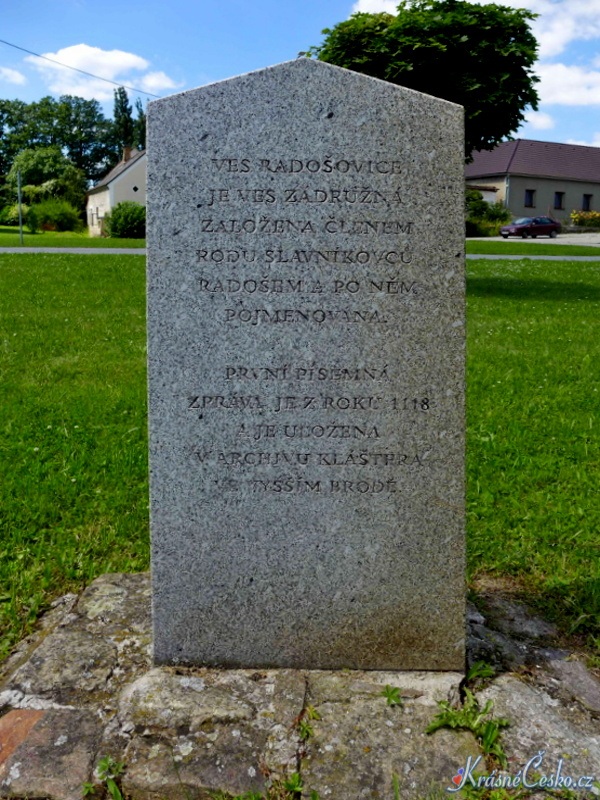 VES RADOŠOVICE
JE VES ZADRUŽNÁ
ZALOŽENA ČLENEM
RODU SLAVNÍKOVCŮ
RADOŠEM A PO NĚM
POJMENOVÁNA.
PRVNÍ PÍSEMNÁ
ZPRÁVA JE Z ROKU 1118
A JE ULOŽENA
V ARCHIVU KLÁŠTERA
VE VYŠŠÍM BRODĚ.
KrásnéČesko.cz